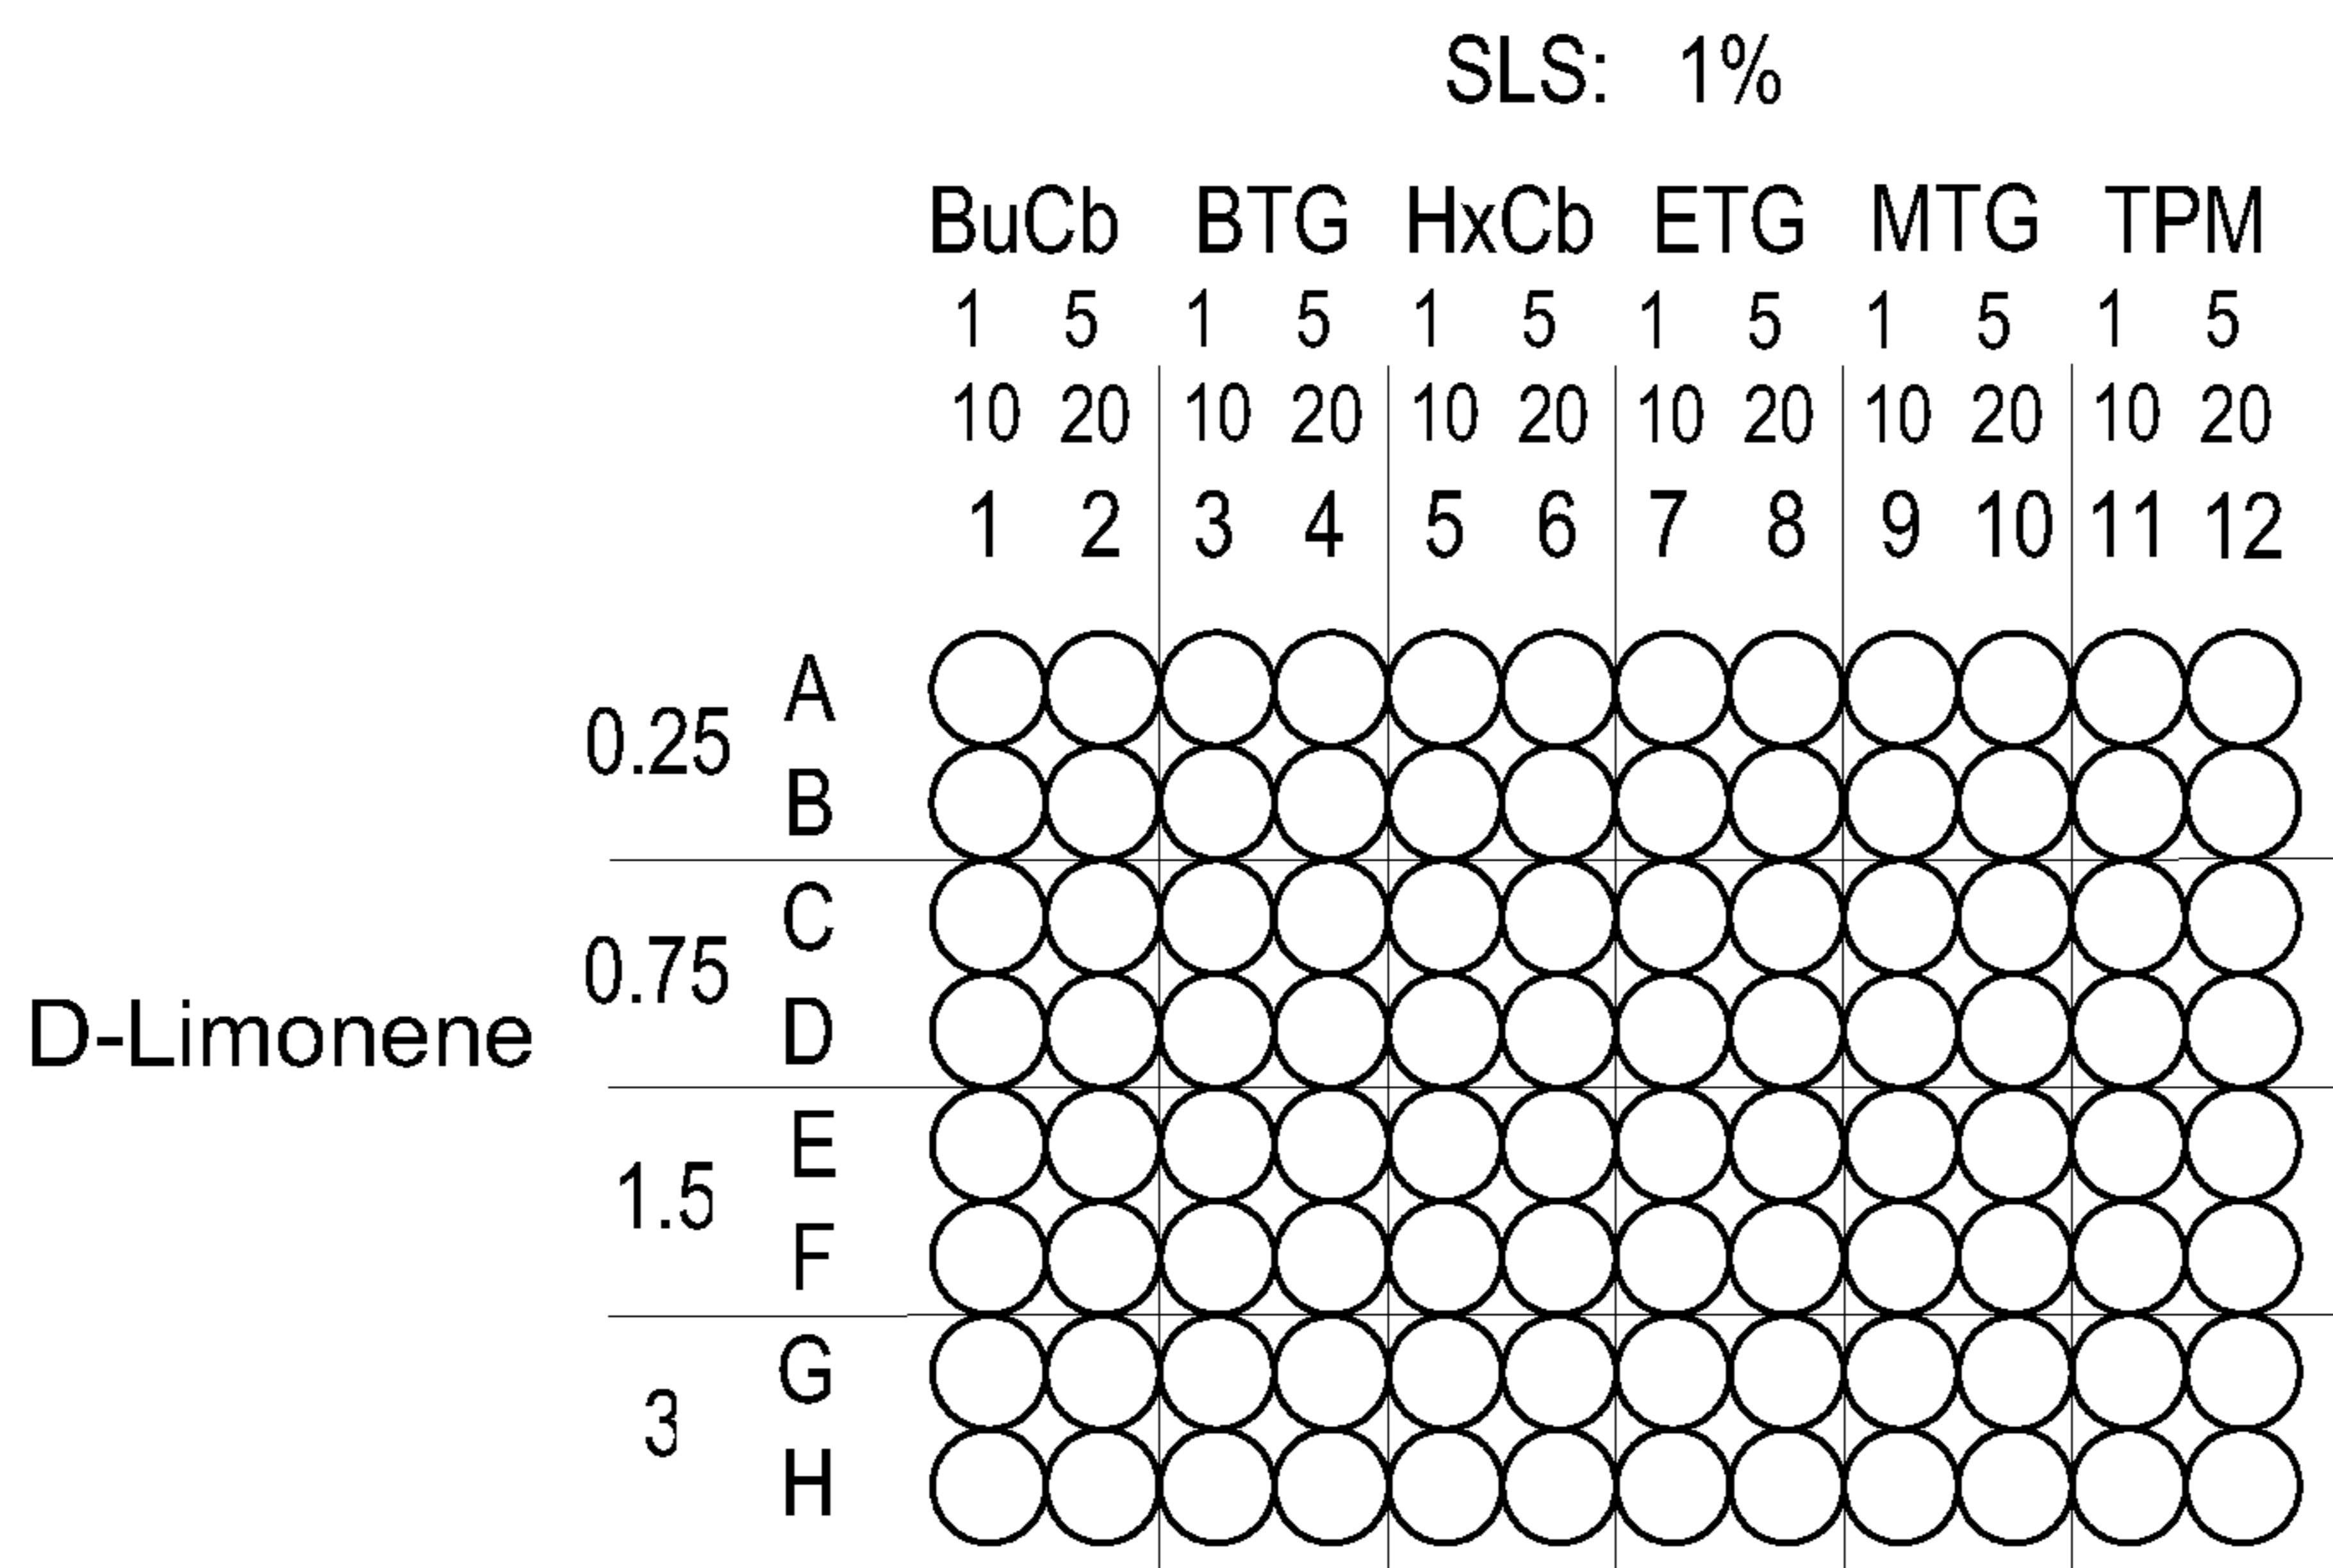 SLS: 1%
BuCb BTG HxCb ETG MTG TPM
1 5 1 5 1 5 1 5 1 5 1 5
10 20 10 20 10 20 10 20 10 20 10 20
1 2 3 4 5 6 7 8 9 10 11 12
A
0.25
B
C
0.75
D
D-Limonene
E
1.5
F
G
3
H